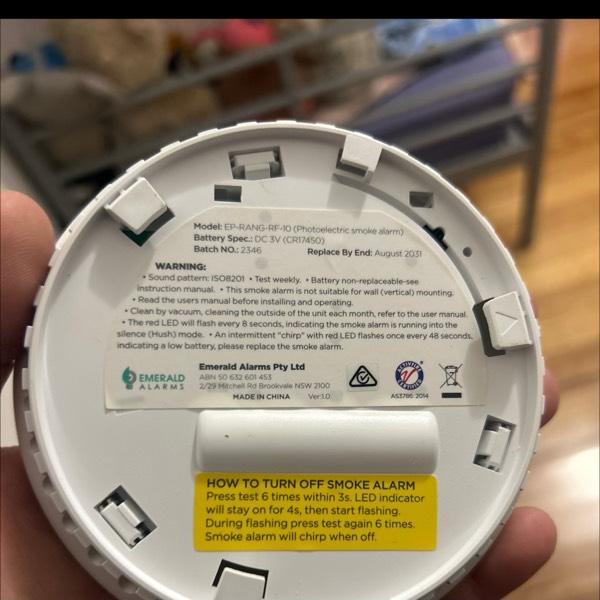 Model: EP-RANG-RF-10 (Photoelectric smoke alarm)
Battery Spec.: DC 3V (CR17450)
Batch NO.: 2346 Replace By End: August 2031
WARNING:
• Sound pattern: ISO8201 • Test weekly. • Battery non-replaceable-see
instruction manual. • This smoke alarm is not suitable for wall (vertical) mounting.
• Read the users manual before installing and operating.
• Clean by vacuum, cleaning the outside of the unit each month, refer to the user manual.
• The red LED will flash every 8 seconds, indicating the smoke alarm is running into the
silence (Hush) mode. • An intermittent "chirp" with red LED flashes once every 48 seconds,
indicating a low battery, please replace the smoke alarm.
EMERALD
ALARMS
Emerald Alarms Pty Ltd
ABN 50 632 601 453
2/29 Mitchell Rd Brookvale NSW 2100
MADE IN CHINA Ver:1.0
AS3786:2014
HOW TO TURN OFF SMOKE ALARM
Press test 6 times within 3s. LED indicator
will stay on for 4s, then start flashing.
During flashing press test again 6 times.
Smoke alarm will chirp when off.